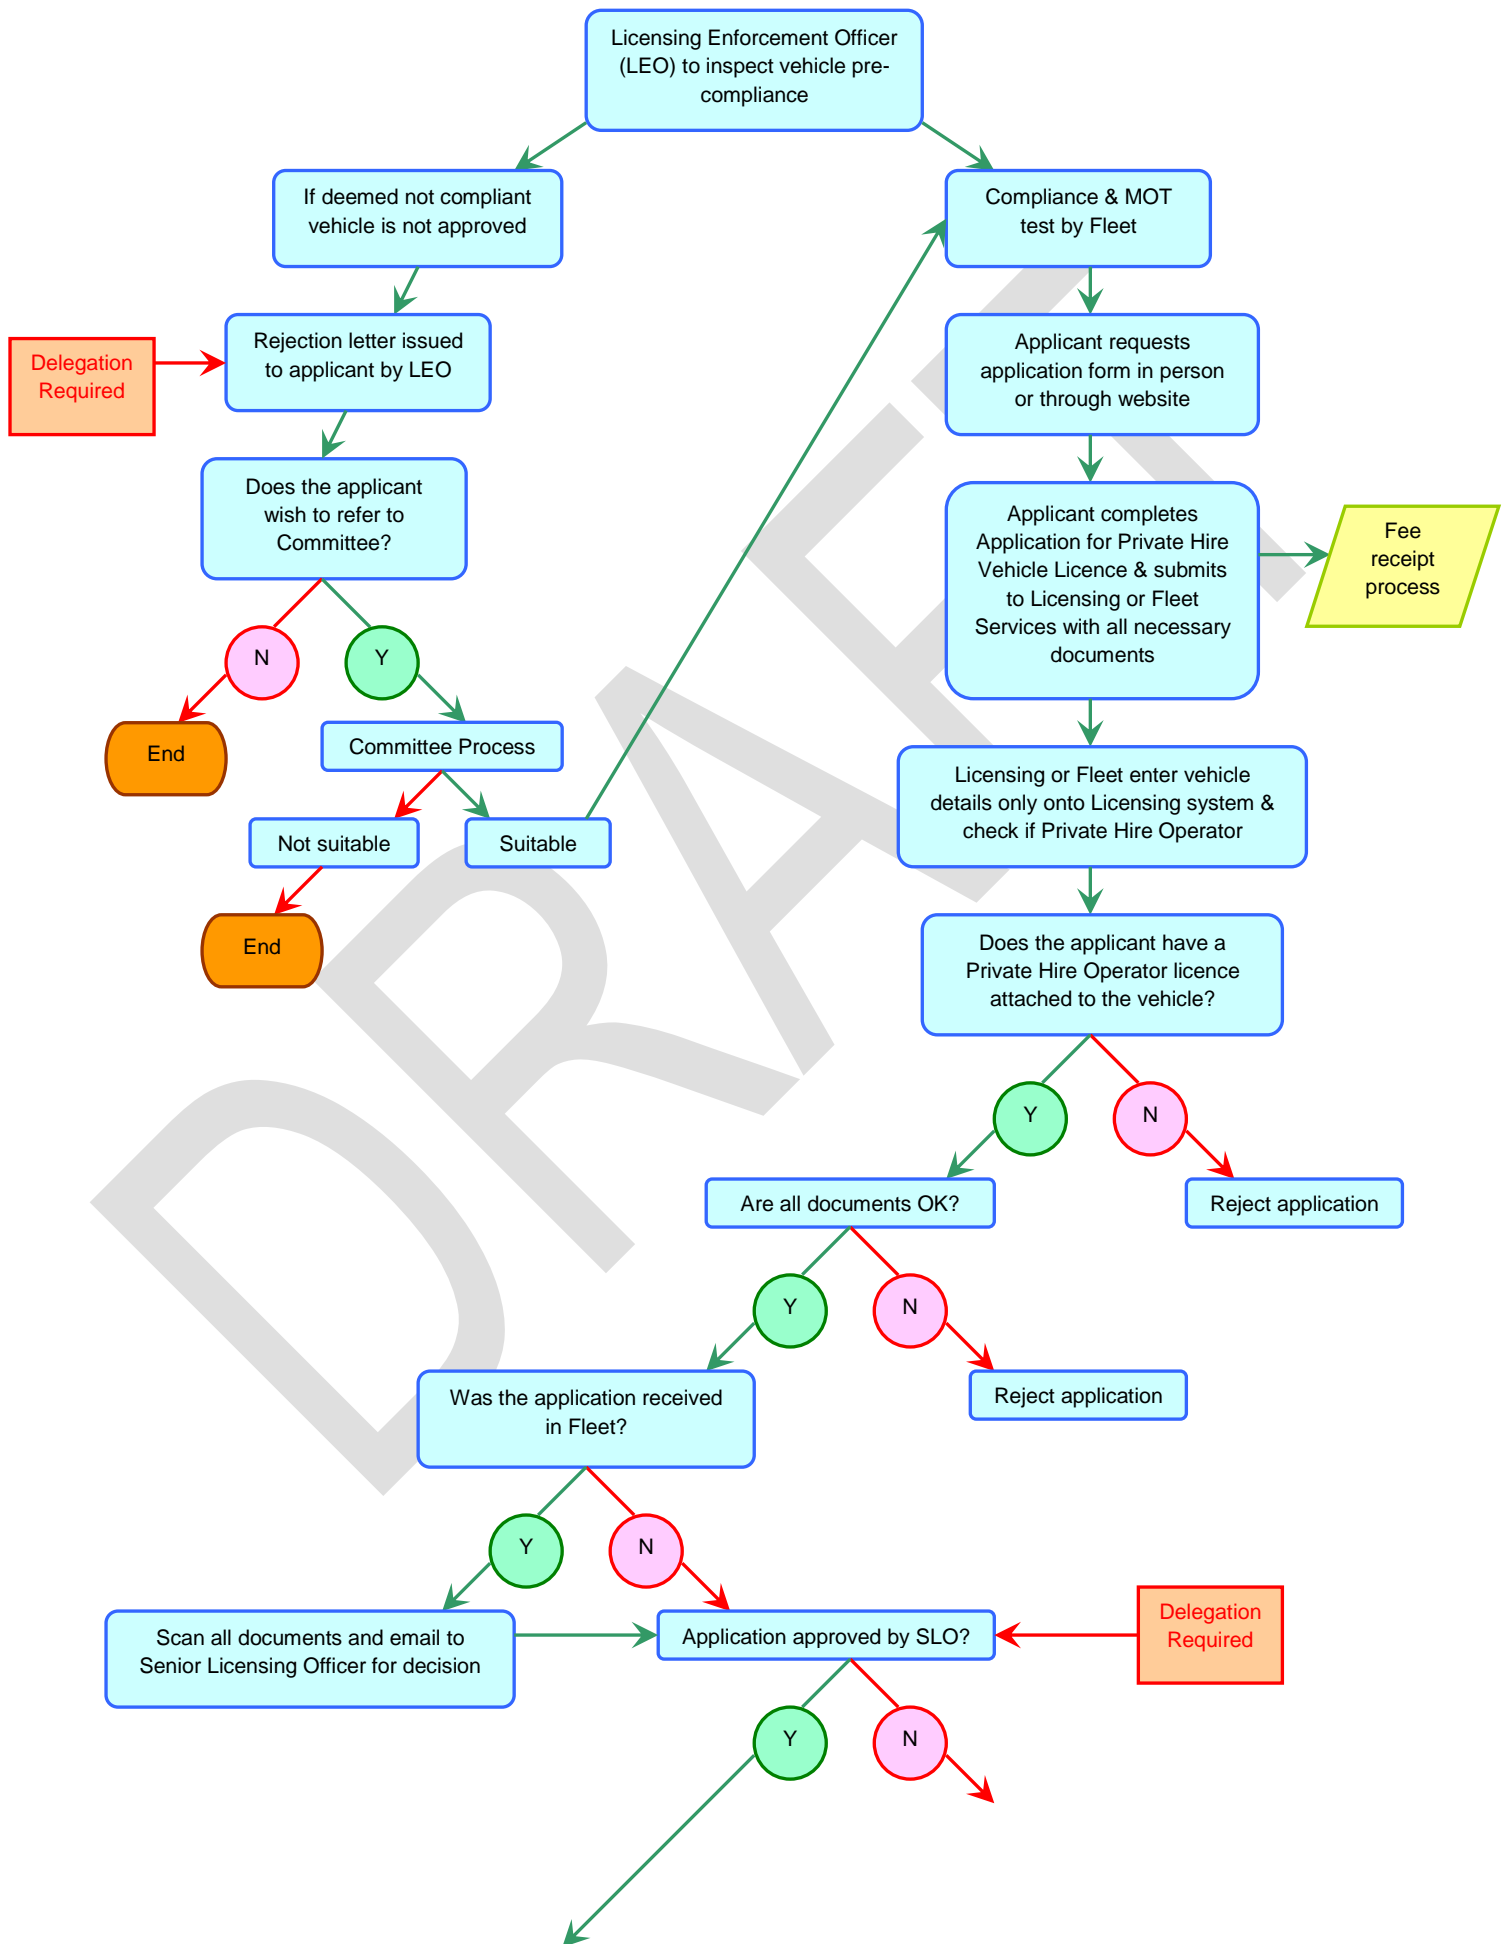 Licensing Enforcement Officer
(LEO) to inspect vehicle pre-
compliance
If deemed not compliant
vehicle is not approved
Compliance & MOT
test by Fleet
Delegation
Required
Rejection letter issued
to applicant by LEO
Applicant requests
application form in person
or through website
Does the applicant
wish to refer to
Committee?
Applicant completes
Application for Private Hire
Vehicle Licence & submits
to Licensing or Fleet
Services with all necessary
documents
Fee
receipt
process
N
Y
End
Committee Process
Licensing or Fleet enter vehicle
details only onto Licensing system &
check if Private Hire Operator
Not suitable
Suitable
End
Does the applicant have a
Private Hire Operator licence
attached to the vehicle?
Y
N
Are all documents OK?
Reject application
Y
N
Was the application received
in Fleet?
Reject application
Y
N
Scan all documents and email to
Senior Licensing Officer for decision
Application approved by SLO?
Delegation
Required
Y
N
DRAFT